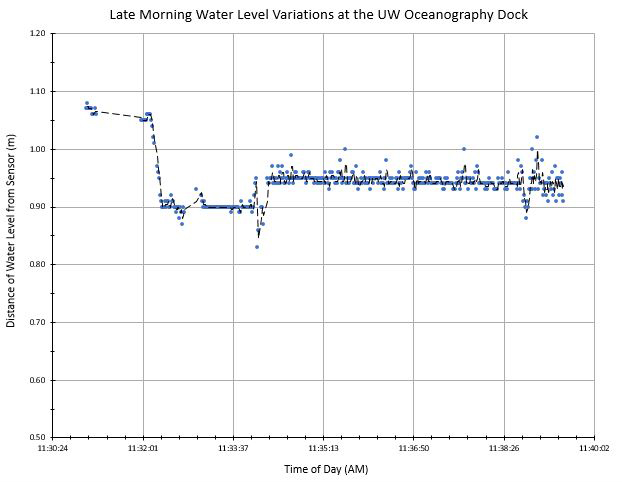 Late Morning Water Level Variations at the UW Oceanography Dock
Distance of Water Level from Sensor (m)
1.20
1.10
1.00
0.90
0.80
0.70
0.60
0.50
11:30:24 11:32:01 11:33:37 11:35:13 11:36:50 11:38:26 11:40:02
Time of Day (AM)